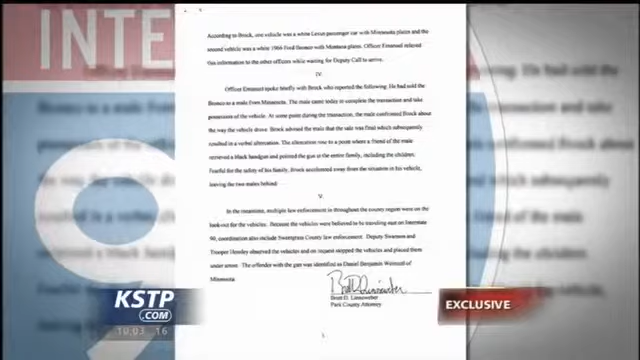 According to Brock, one vehicle was a white Lexus passenger car with Minnesota plates and the
second vehicle was a white 1966 Ford Bronco with Montana plates. Officer Emanuel relayed
this information to the other officers while waiting for Deputy Call to arrive.
IV.
Officer Emanuel spoke briefly with Brock who reported the following: He had sold the
Bronco to a male from Minnesota. The male came today to complete the transaction and take
possession of the vehicle. At some point during the transaction, the male confronted Brock about
the way the vehicle drove. Brock advised the male that the sale was final which subsequently
resulted in a verbal altercation. The altercation rose to a point where a friend of the male
retrieved a black handgun and pointed the gun at the entire family, including the children.
Fearful for the safety of his family, Brock accelerated away from the situation in his vehicle,
leaving the two males behind.
V.
In the meantime, multiple law enforcement in throughout the county region were on the
look-out for the vehicles. Because the vehicles were believed to be traveling east on Interstate
90, coordination also include Sweetgrass County law enforcement. Deputy Swanson and
Trooper Hensley observed the vehicles and on request stopped the vehicles and placed them
under arrest. The offender with the gun was identified as Daniel Benjamin of
Minnesota.
Brett D. Linneweber
Park County Attorney
INTE
9
KSTP
.COM
10:03 16
EXCLUSIVE